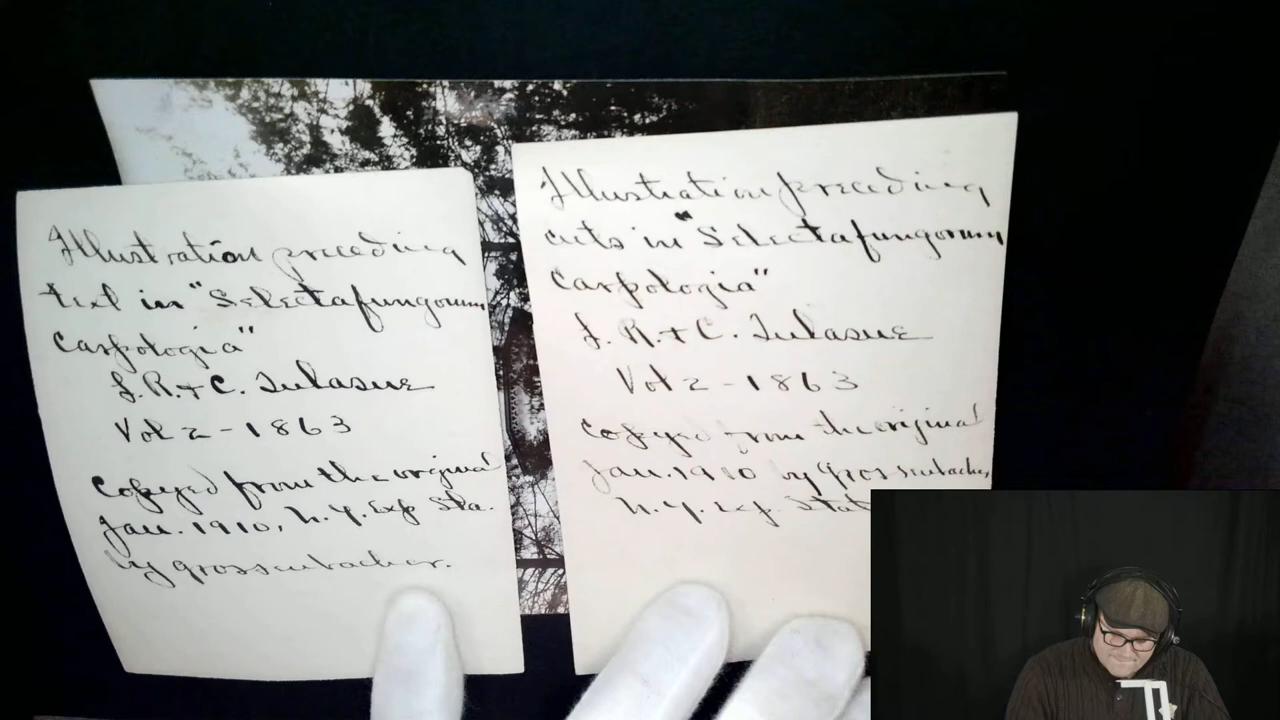 Illustration preceding
text in "Selecta fungorum
Carpologia"
L. R. + C. Tulasne
Vol 2 - 1863
Copyed from the original
Jan. 1910, N. Y. Exp Sta.
by Grossenbacher.
Illustration preceding
cuts in "Selecta fungorum
Carpologia"
L. R. + C. Tulasne
Vol 2 - 1863
Copyed from the original
Jan. 1910 by Grossenbacher,
N. Y. Exp. Stat